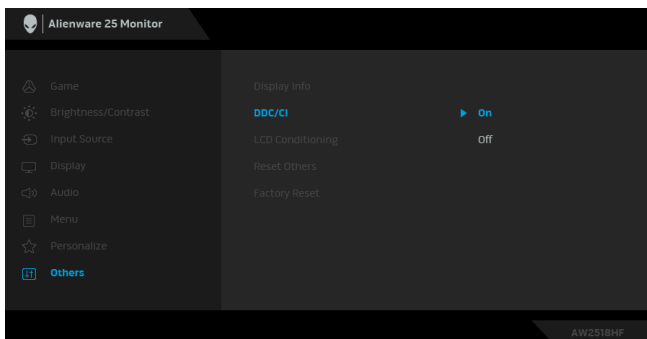 Alienware 25 Monitor
Game
Display Info
Brightness/Contrast
DDC/CI
On
Input Source
LCD Conditioning
Off
Display
Reset Others
Audio
Factory Reset
Menu
Personalize
Others
AW2518HF